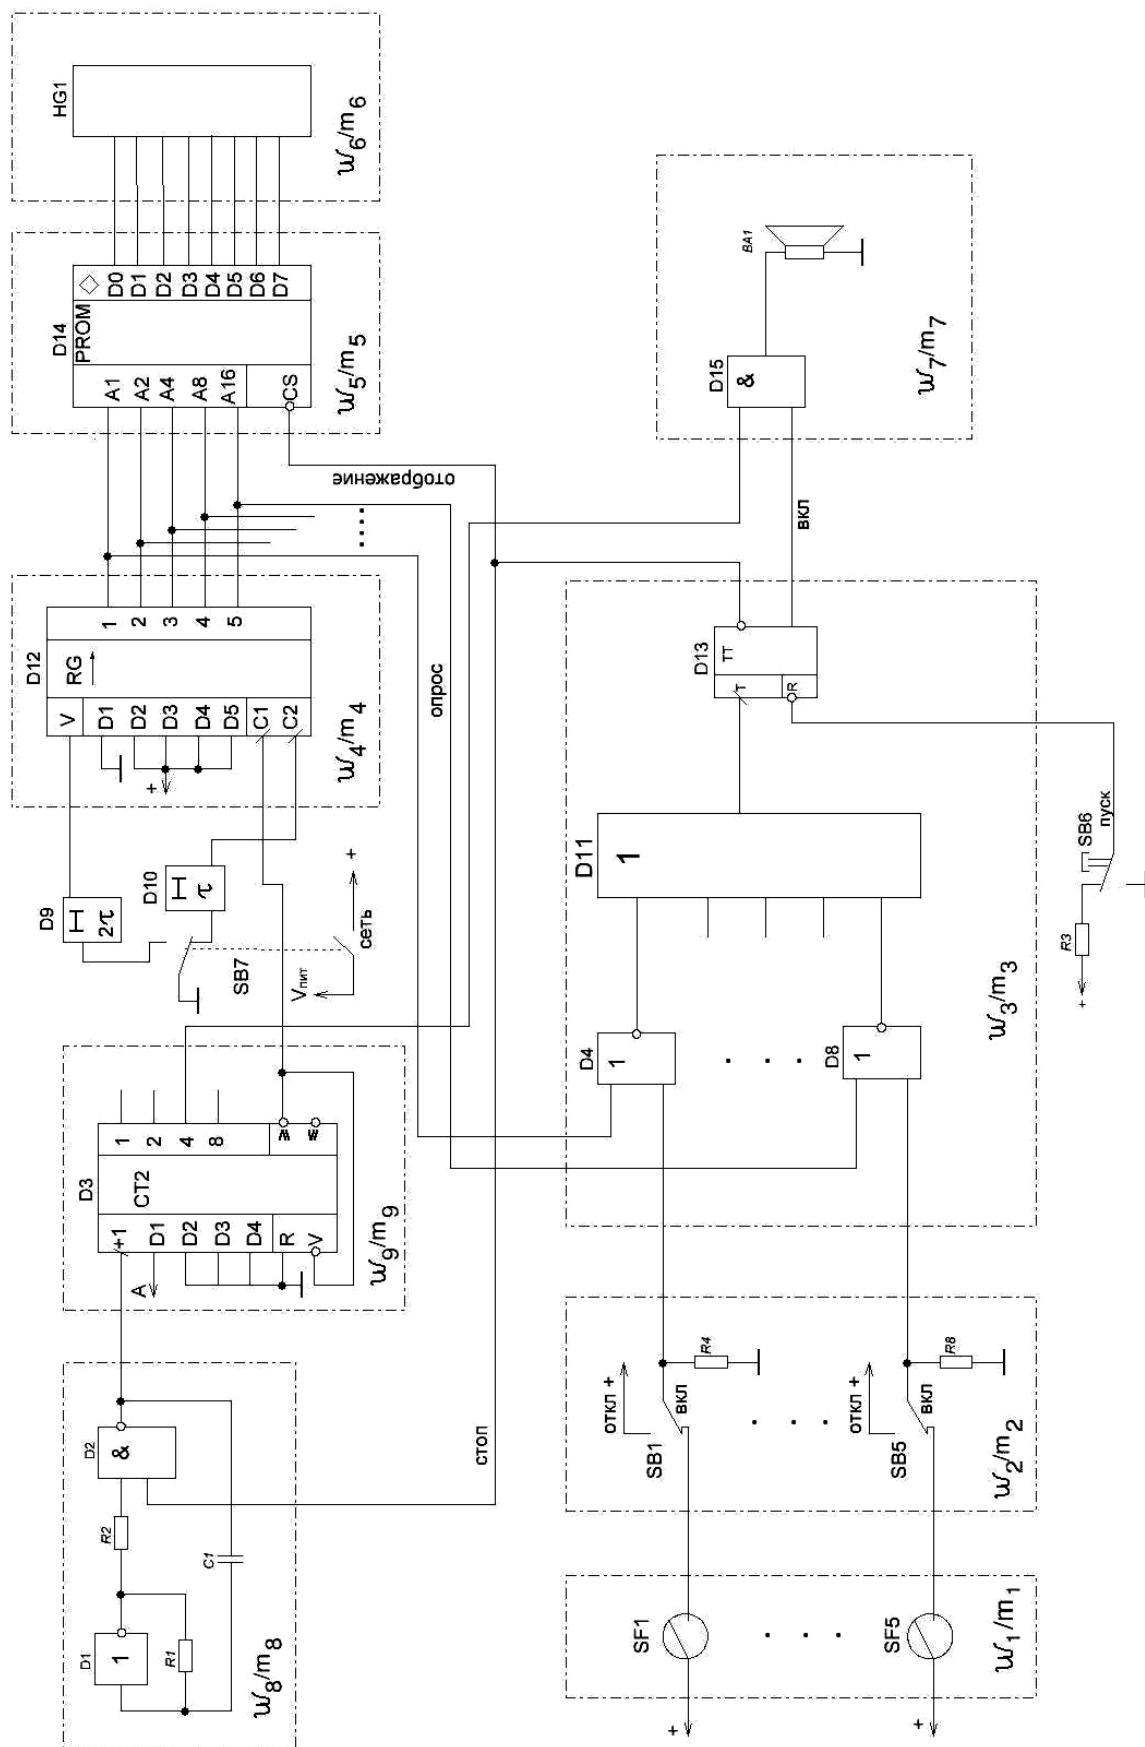 D1
1
R1
R2
D2
&
C1
𝓌8/m8
A
+1
D1
D2
D3
D4
R
V
D3
CT2
1
2
4
8
𝓌9/m9
SB7
Vпит
сеть
+
D9
2τ
D10
τ
+
V
D1
D2
D3
D4
D5
C1
C2
D12
RG
1
2
3
4
5
𝓌4/m4
D14
PROM
A1
A2
A4
A8
A16
CS
D0
D1
D2
D3
D4
D5
D6
D7
𝓌5/m5
HG1
𝓌6/m6
отображение
опрос
стоп
+
SF1
+
SF5
𝓌1/m1
откл +
SB1
вкл
R4
откл +
SB5
вкл
R8
𝓌2/m2
D4
1
D8
1
D11
1
D13
TT
T
R
𝓌3/m3
+
R3
SB6
пуск
вкл
D15
&
BA1
𝓌7/m7